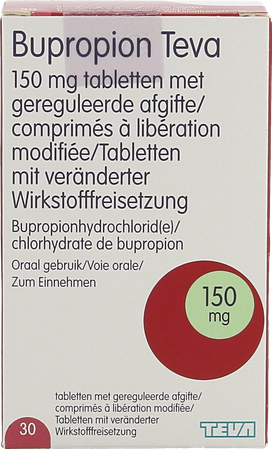 Bupropion Teva
150 mg tabletten met
gereguleerde afgifte/
comprimés à libération
modifiée/Tabletten
mit veränderter
Wirkstofffreisetzung
Bupropionhydrochlorid(e)/
chlorhydrate de bupropion
Oraal gebruik/Voie orale/
Zum Einnehmen
150
mg
30
tabletten met gereguleerde afgifte/
comprimés à libération modifiée/
Tabletten mit veränderter
Wirkstofffreisetzung
TEVA